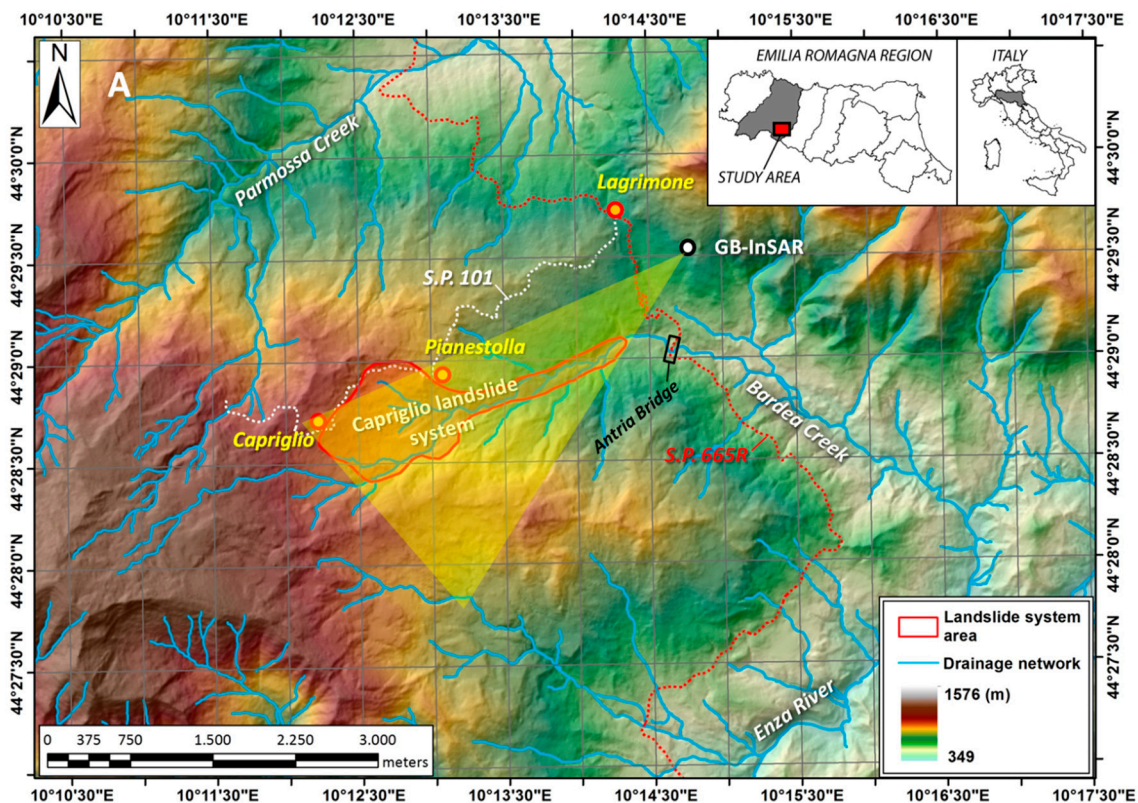 10°10'30"E 10°11'30"E 10°12'30"E 10°13'30"E 10°14'30"E 10°15'30"E 10°16'30"E 10°17'30"E
N
A
EMILIA ROMAGNA REGION
ITALY
STUDY AREA
44°30'0"N
44°29'30"N
44°29'0"N
44°28'30"N
44°28'0"N
44°27'30"N
Parmossa Creek
Lagrimone
GB-InSAR
S.P. 101
Pianestolla
Capriglio landslide
system
Capriglio
Antria Bridge
Bardea Creek
S.P. 665R
Enza River
44°30'0"N
44°29'30"N
44°29'0"N
44°28'30"N
44°28'0"N
44°27'30"N
Landslide system
area
Drainage network
1576 (m)
349
0 375 750 1.500 2.250 3.000
meters
10°10'30"E 10°11'30"E 10°12'30"E 10°13'30"E 10°14'30"E 10°15'30"E 10°16'30"E 10°17'30"E